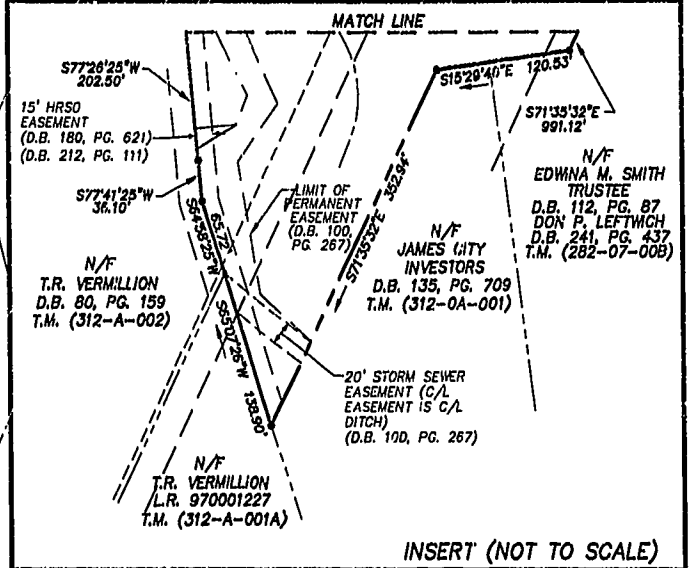 MATCH LINE
S77°26'25"W
202.50'
15' HRSD
EASEMENT
(D.B. 180, PG. 621)
(D.B. 212, PG. 111)
S77°41'25"W
36.10'
S64°58'25"W
65.72
S65°07'26"W
138.90'
N/F
T.R. VERMILLION
D.B. 80, PG. 159
T.M. (312-A-002)
N/F
T.R. VERMILLION
L.R. 970001227
T.M. (312-A-001A)
LIMIT OF
PERMANENT
EASEMENT
(D.B. 100,
PG. 267)
S71°35'32"E 352.94'
N/F
JAMES CITY
INVESTORS
D.B. 135, PG. 709
T.M. (312-0A-001)
20' STORM SEWER
EASEMENT (C/L
EASEMENT IS C/L
DITCH)
(D.B. 100, PG. 267)
S15°29'40"E 120.53'
S71°35'32"E
991.12'
N/F
EDWINA M. SMITH
TRUSTEE
D.B. 112, PG. 87
DON P. LEFTWICH
D.B. 241, PG. 437
T.M. (282-07-00B)
INSERT (NOT TO SCALE)